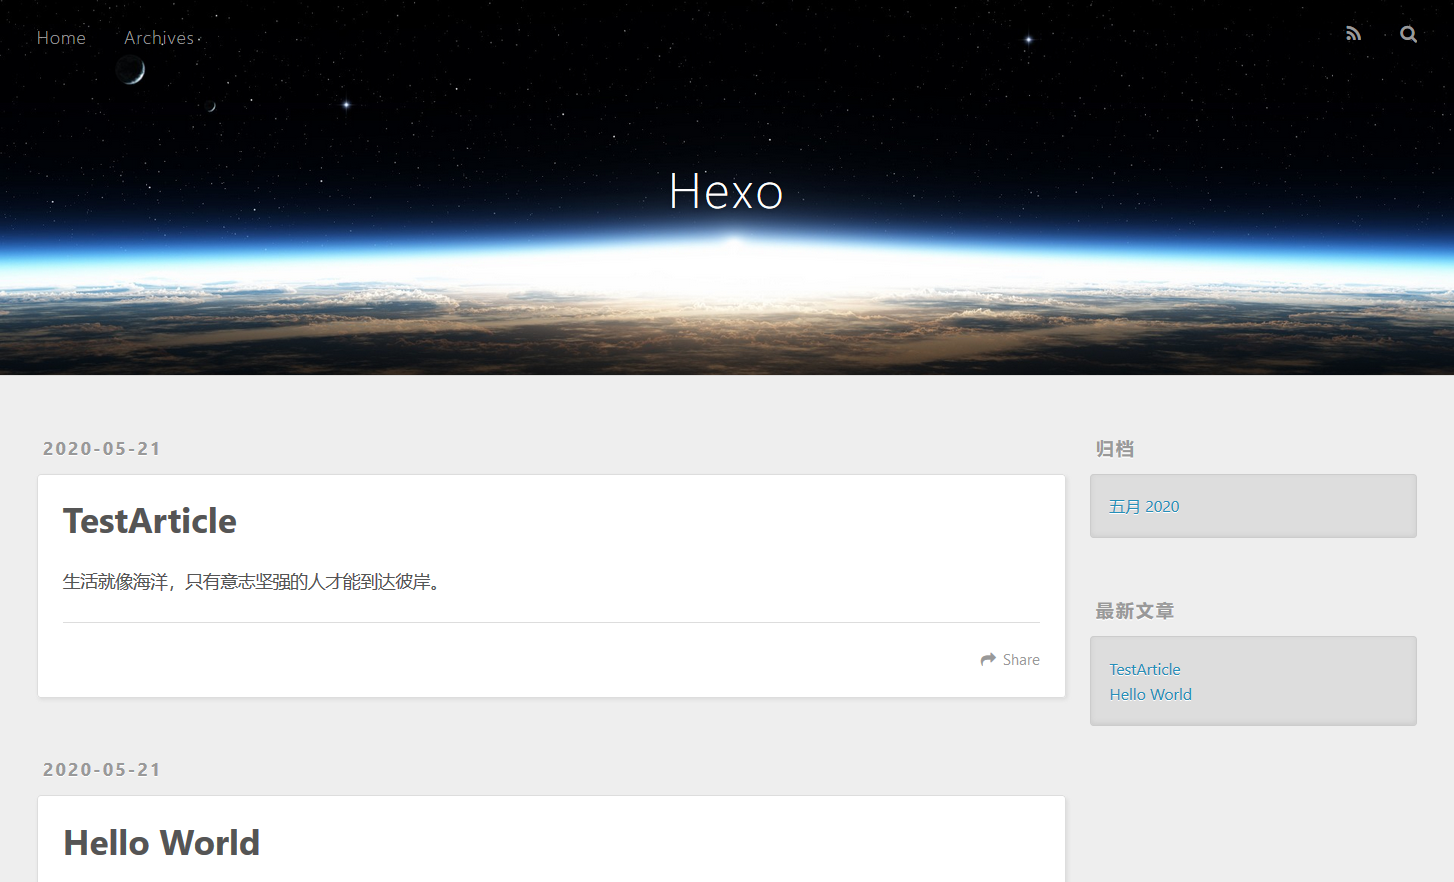 Home Archives
Hexo
2020-05-21
TestArticle
生活就像海洋，只有意志坚强的人才能到达彼岸。
Share
2020-05-21
Hello World
归档
五月 2020
最新文章
TestArticle
Hello World